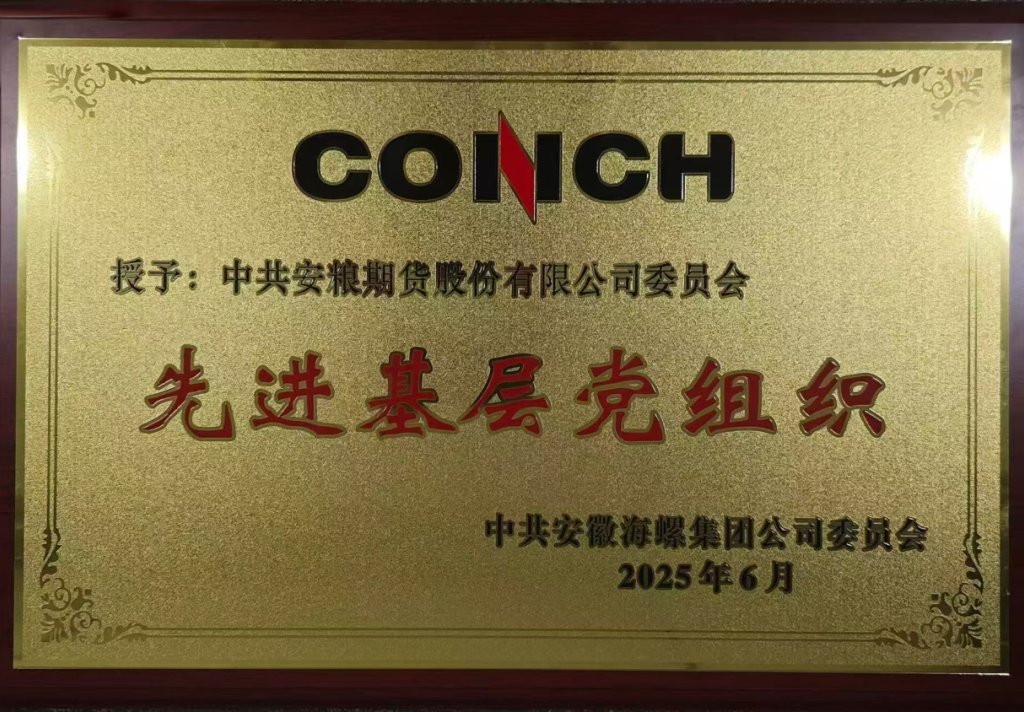 CONCH
授予：中共安粮期货股份有限公司委员会
先进基层党组织
中共安徽海螺集团公司委员会
2025年6月